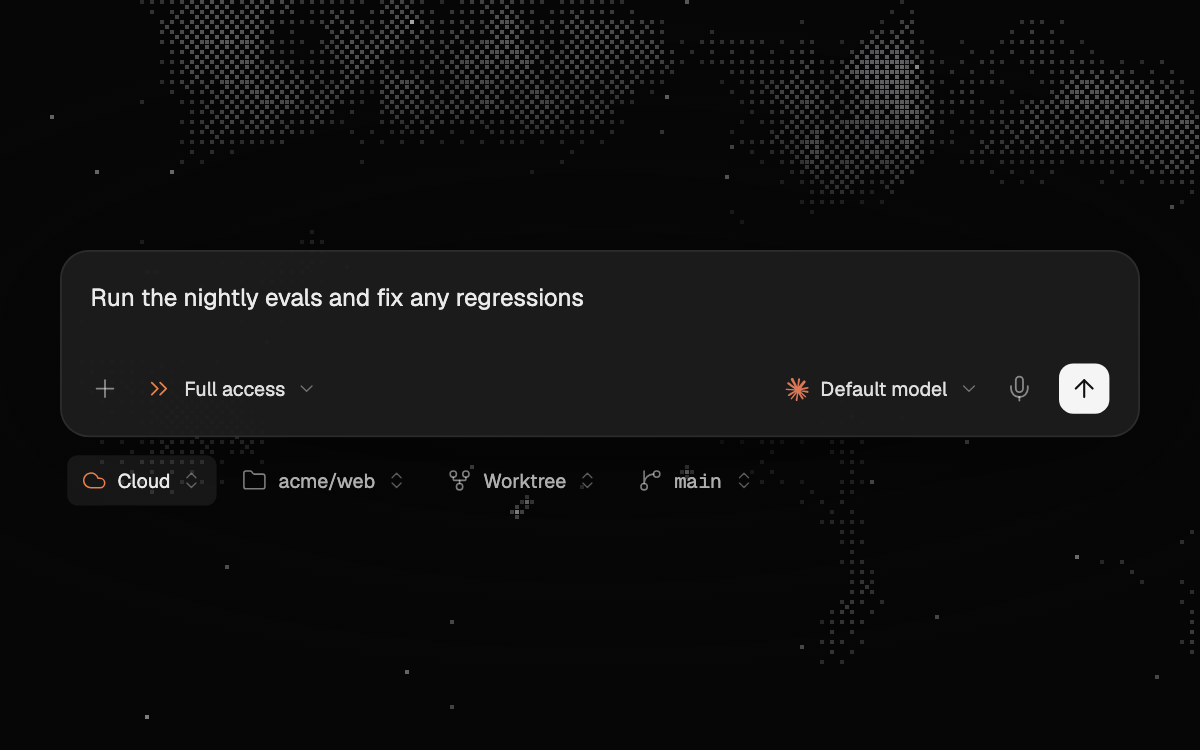 Run the nightly evals and fix any regressions
Full access
Default model
Cloud
acme/web
Worktree
main